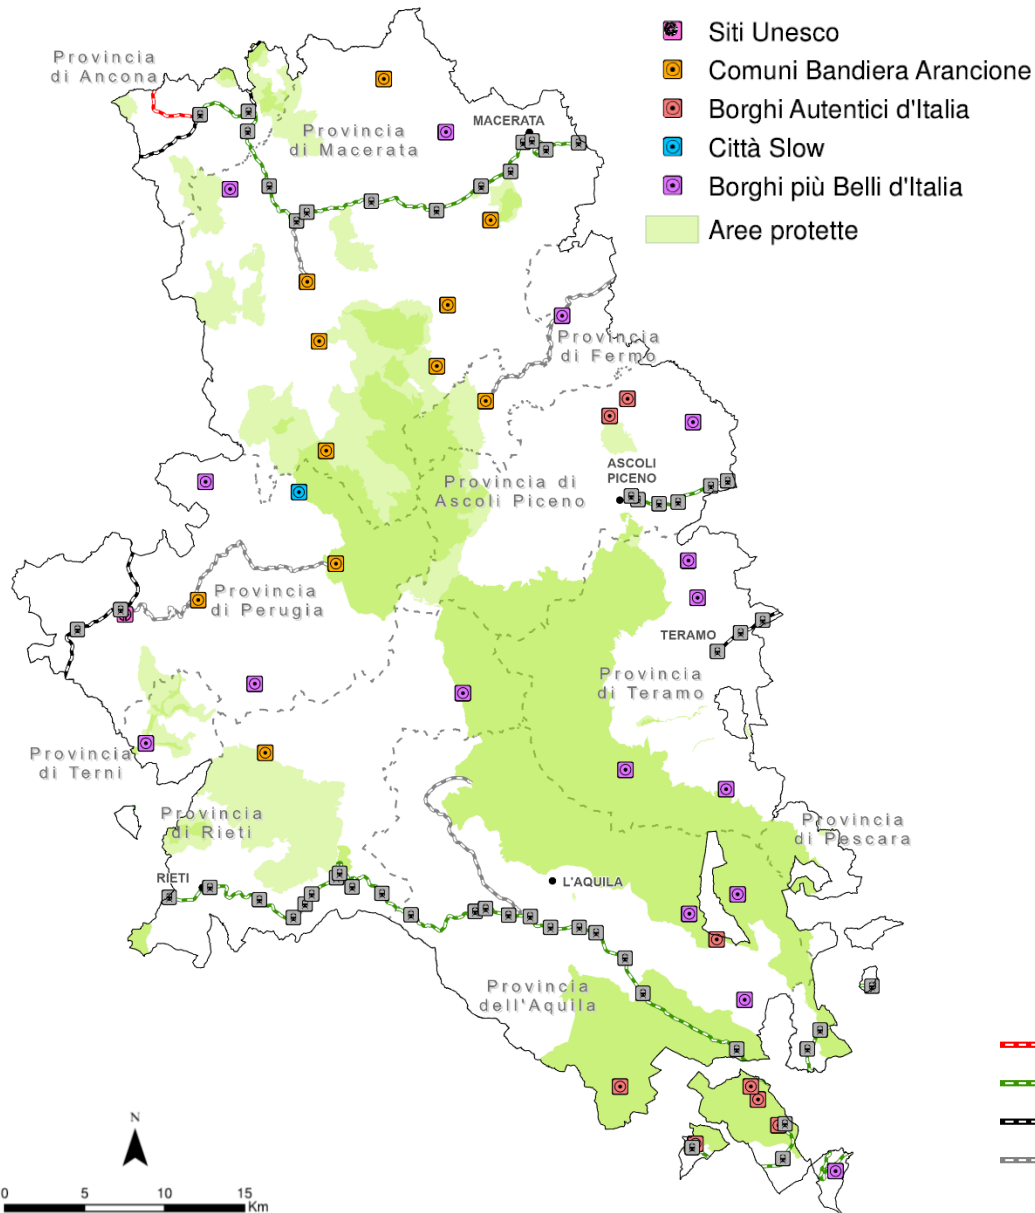 Siti Unesco
Comuni Bandiera Arancione
Borghi Autentici d'Italia
Città Slow
Borghi più Belli d'Italia
Aree protette
Provincia
di Ancona
Provincia
di Macerata
MACERATA
Provincia
di Fermo
ASCOLI
PICENO
Provincia di
Ascoli Piceno
Provincia
di Perugia
TERAMO
Provincia
di Teramo
Provincia
di Terni
Provincia
di Rieti
Provincia
di Pescara
RIETI
L'AQUILA
Provincia
dell'Aquila
N
0 5 10 15
Km